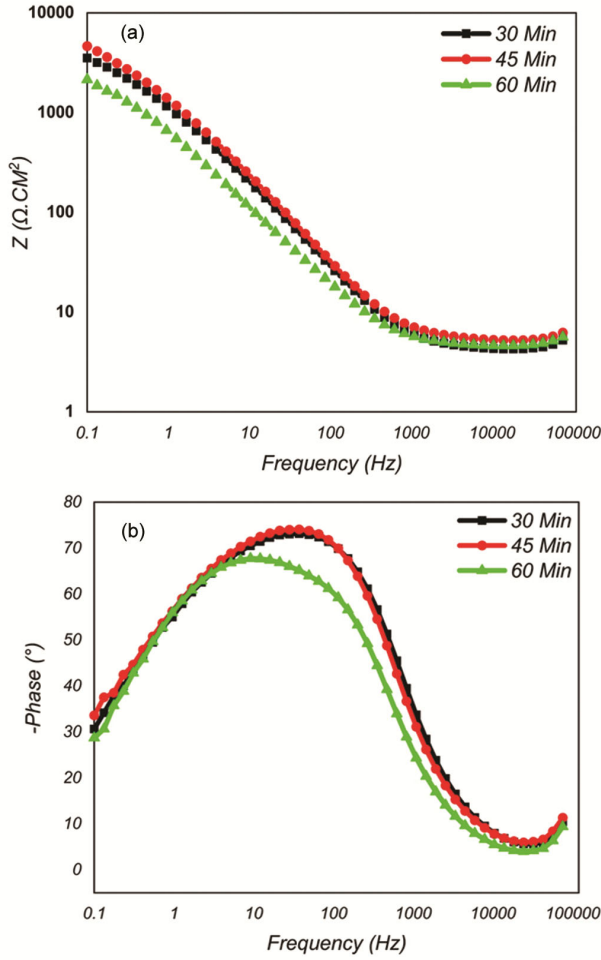 (a)
30 Min
45 Min
60 Min
Z (Ω.CM²)
10000
1000
100
10
1
0.1 1 10 100 1000 10000 100000
Frequency (Hz)
(b)
30 Min
45 Min
60 Min
-Phase (°)
80
70
60
50
40
30
20
10
0
0.1 1 10 100 1000 10000 100000
Frequency (Hz)